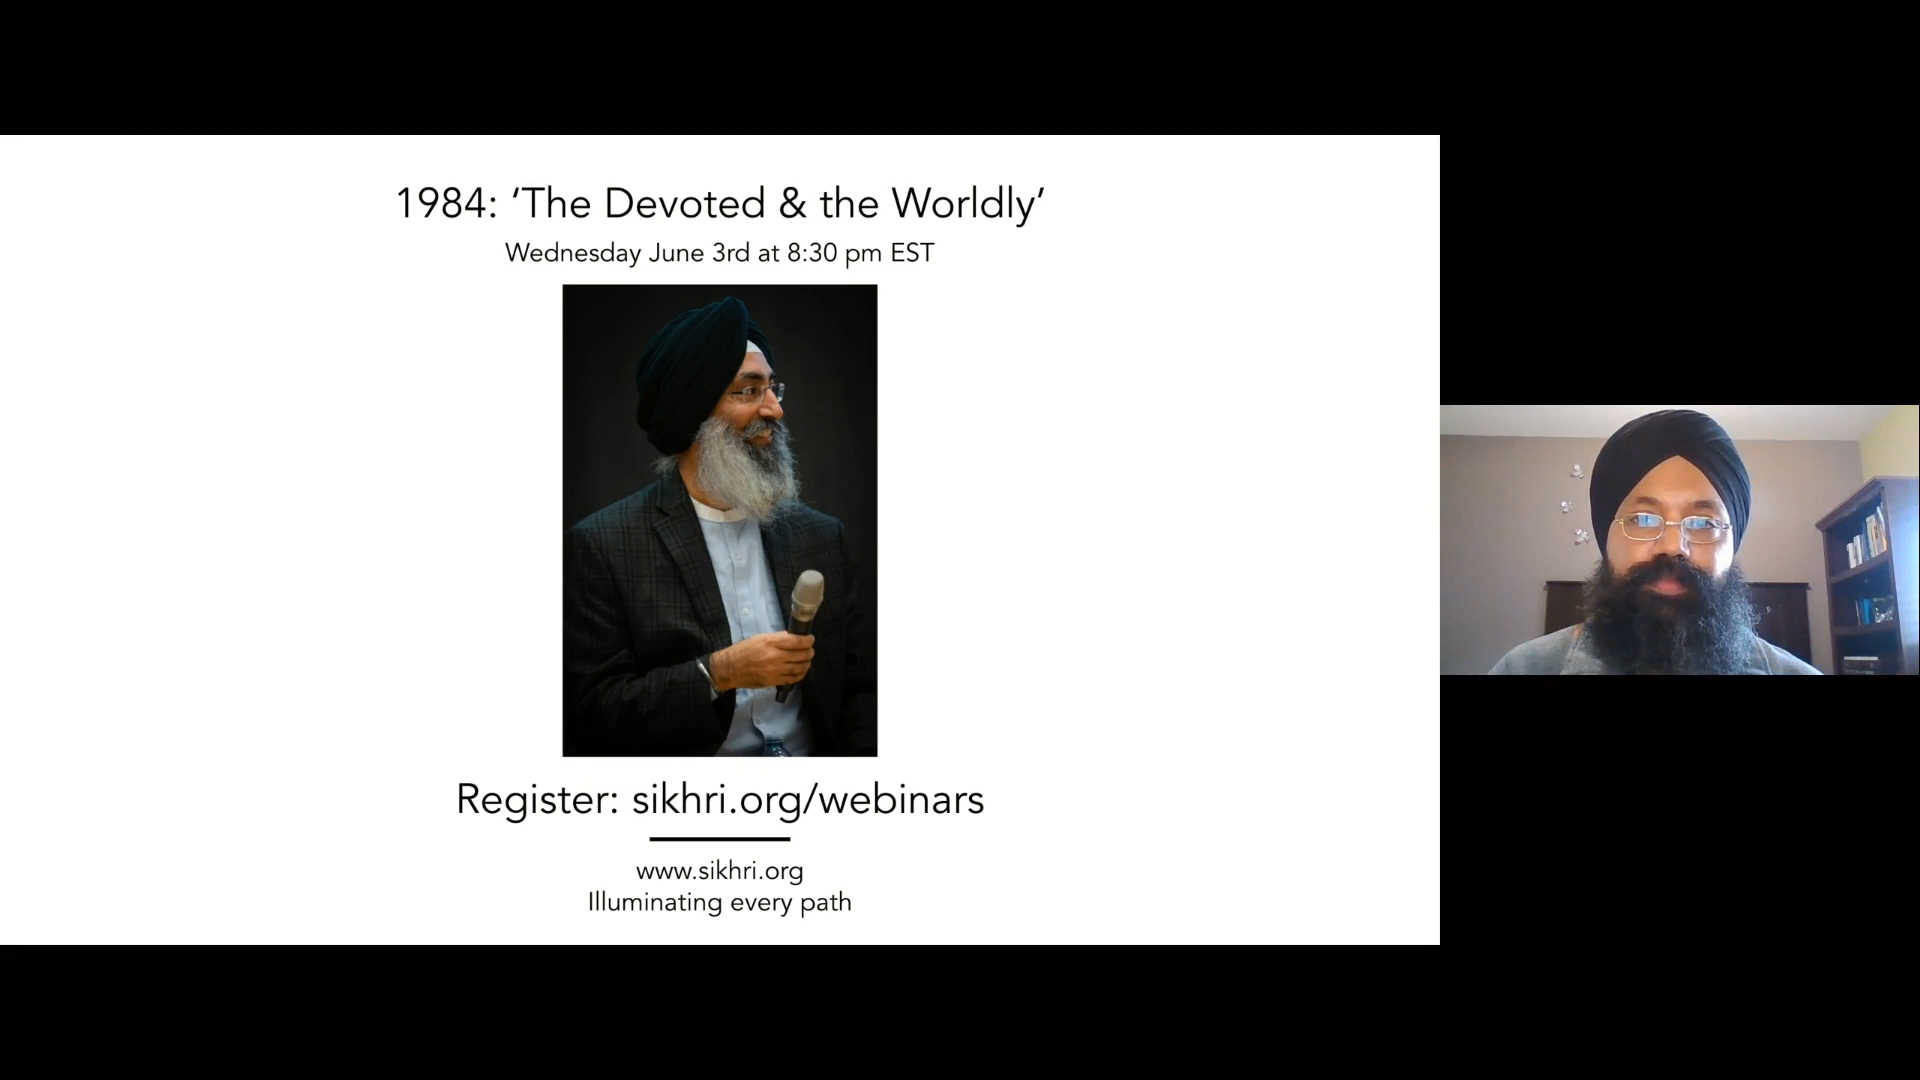 1984: ‘The Devoted & the Worldly’
Wednesday June 3rd at 8:30 pm EST
Register: sikhri.org/webinars
www.sikhri.org
Illuminating every path